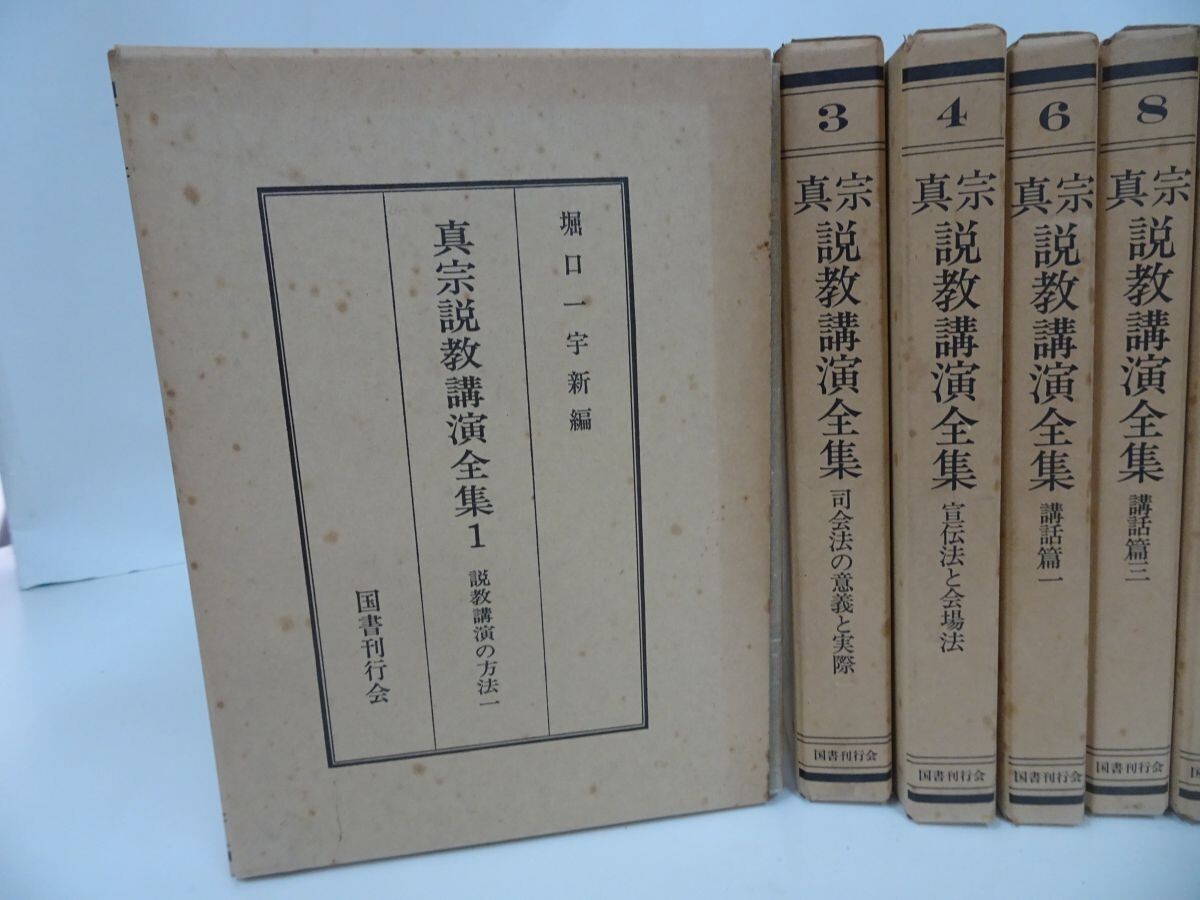 堀口一宇新編
真宗説教講演全集1 説教講演の方法一
国書刊行会
3
真宗
説教講演全集 司会法の意義と実際
国書刊行会
4
真宗
説教講演全集 宣伝法と会場法
国書刊行会
6
真宗
説教講演全集 講話篇一
国書刊行会
8
真宗
説教講演全集 講話篇三
国書刊行会